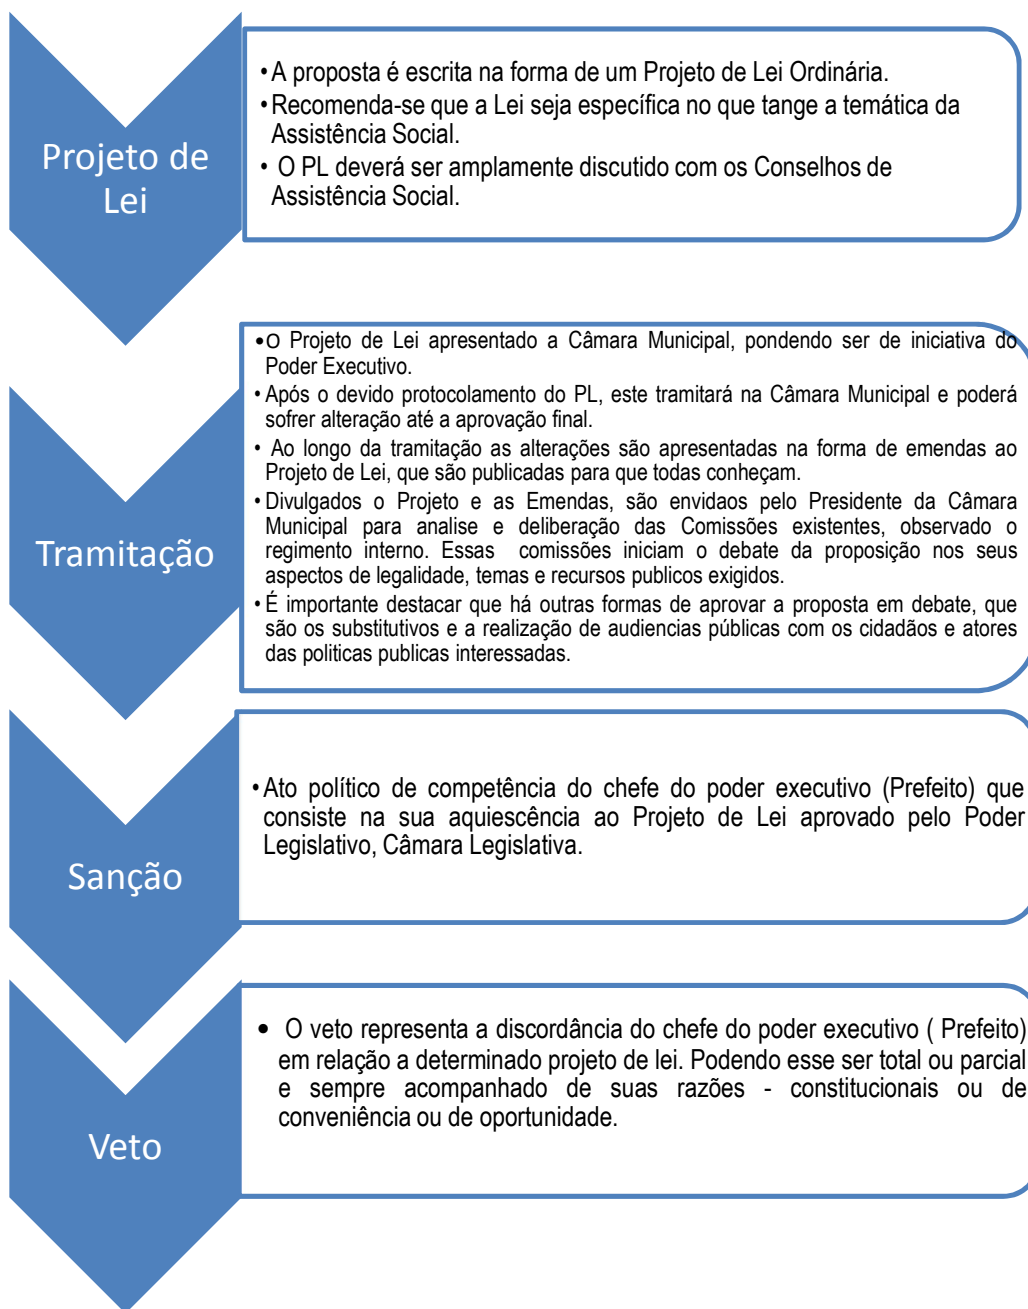 Projeto de
Lei
•A proposta é escrita na forma de um Projeto de Lei Ordinária.
•Recomenda-se que a Lei seja específica no que tange a temática da
Assistência Social.
• O PL deverá ser amplamente discutido com os Conselhos de
Assistência Social.
Tramitação
•O Projeto de Lei apresentado a Câmara Municipal, pondendo ser de iniciativa do
Poder Executivo.
•Após o devido protocolamento do PL, este tramitará na Câmara Municipal e poderá
sofrer alteração até a aprovação final.
• Ao longo da tramitação as alterações são apresentadas na forma de emendas ao
Projeto de Lei, que são publicadas para que todas conheçam.
•Divulgados o Projeto e as Emendas, são envidaos pelo Presidente da Câmara
Municipal para analise e deliberação das Comissões existentes, observado o
regimento interno. Essas comissões iniciam o debate da proposição nos seus
aspectos de legalidade, temas e recursos publicos exigidos.
•É importante destacar que há outras formas de aprovar a proposta em debate, que
são os substitutivos e a realização de audiencias públicas com os cidadãos e atores
das politicas publicas interessadas.
Sanção
•Ato político de competência do chefe do poder executivo (Prefeito) que
consiste na sua aquiescência ao Projeto de Lei aprovado pelo Poder
Legislativo, Câmara Legislativa.
Veto
• O veto representa a discordância do chefe do poder executivo ( Prefeito)
em relação a determinado projeto de lei. Podendo esse ser total ou parcial
e sempre acompanhado de suas razões - constitucionais ou de
conveniência ou de oportunidade.